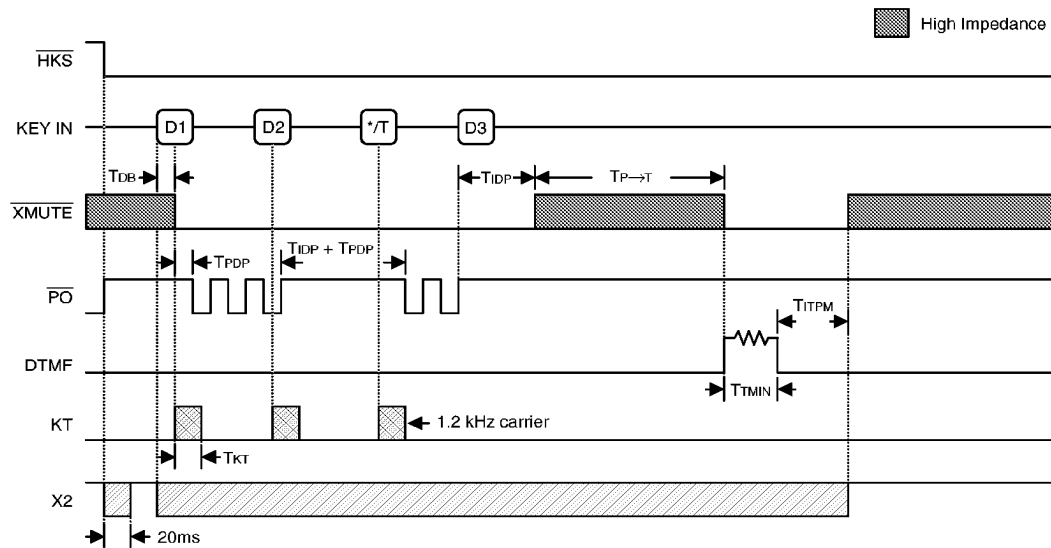 High Impedance
HKS
KEY IN
D1
D2
*/T
D3
TDB
TIDP
TP→T
XMUTE
TPDP
TIDP + TPDP
PO
TITPM
DTMF
TTMIN
KT
1.2 kHz carrier
TKT
X2
20ms